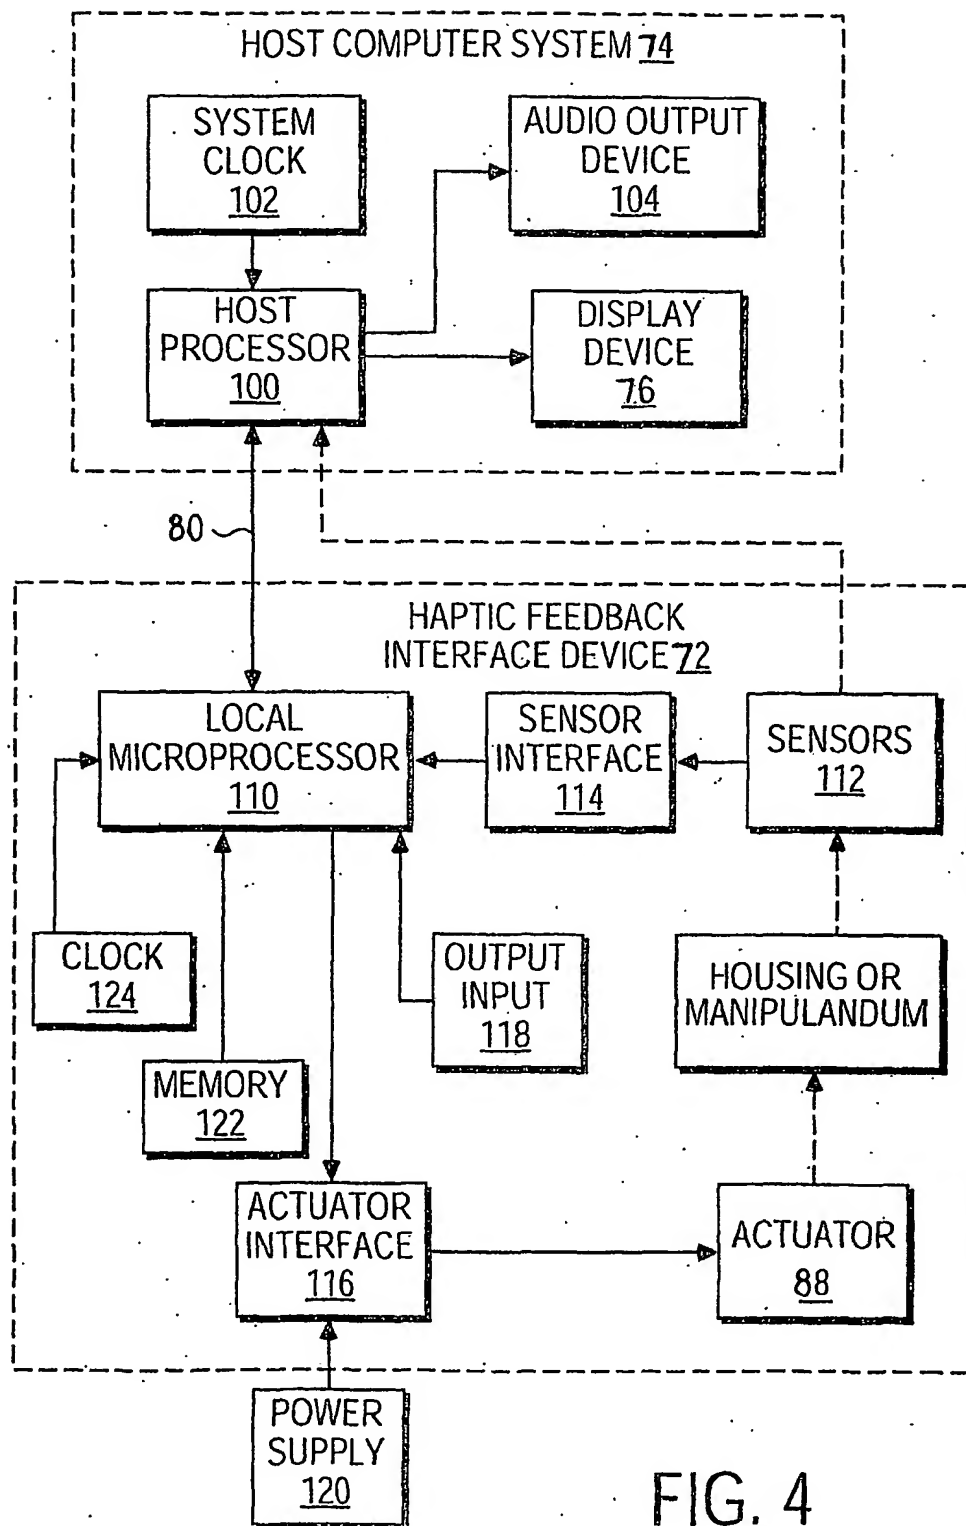 HOST COMPUTER SYSTEM 74
SYSTEM
CLOCK
102
AUDIO OUTPUT
DEVICE
104
HOST
PROCESSOR
100
DISPLAY
DEVICE
76
80
HAPTIC FEEDBACK
INTERFACE DEVICE 72
LOCAL
MICROPROCESSOR
110
SENSOR
INTERFACE
114
SENSORS
112
CLOCK
124
OUTPUT
INPUT
118
HOUSING OR
MANIPULANDUM
MEMORY
122
ACTUATOR
INTERFACE
116
ACTUATOR
88
POWER
SUPPLY
120
FIG. 4